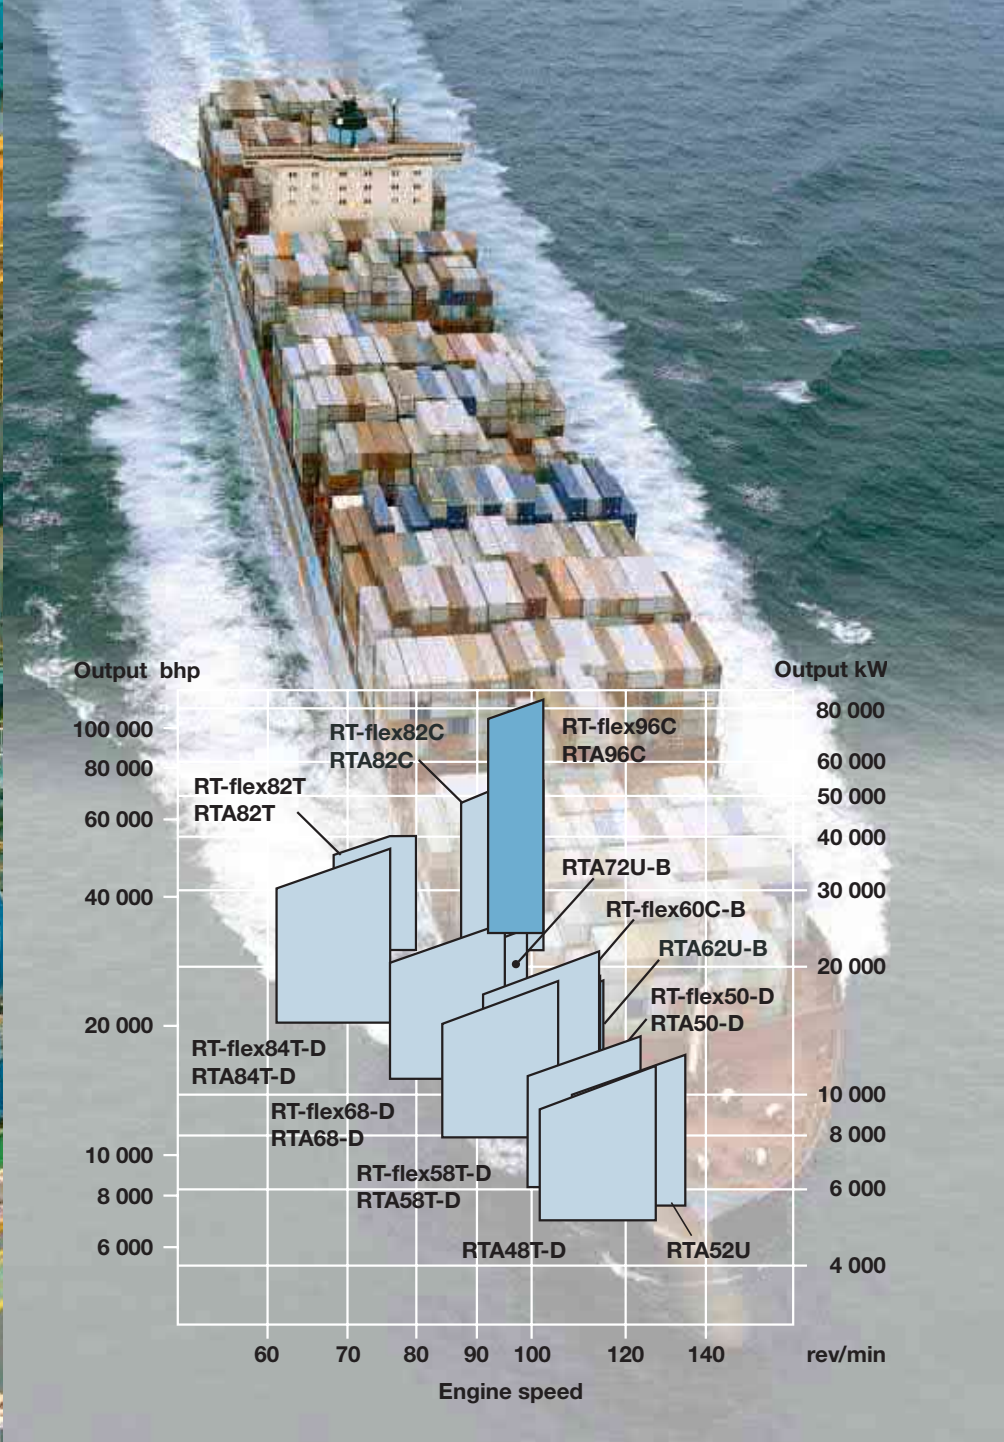 Output bhp
Output kW
100 000
80 000
60 000
40 000
20 000
10 000
8 000
6 000
80 000
60 000
50 000
40 000
30 000
20 000
10 000
8 000
6 000
4 000
RT-flex82C
RTA82C
RT-flex96C
RTA96C
RT-flex82T
RTA82T
RTA72U-B
RT-flex60C-B
RTA62U-B
RT-flex50-D
RTA50-D
RT-flex84T-D
RTA84T-D
RT-flex68-D
RTA68-D
RT-flex58T-D
RTA58T-D
RTA48T-D
RTA52U
60 70 80 90 100 120 140 rev/min
Engine speed